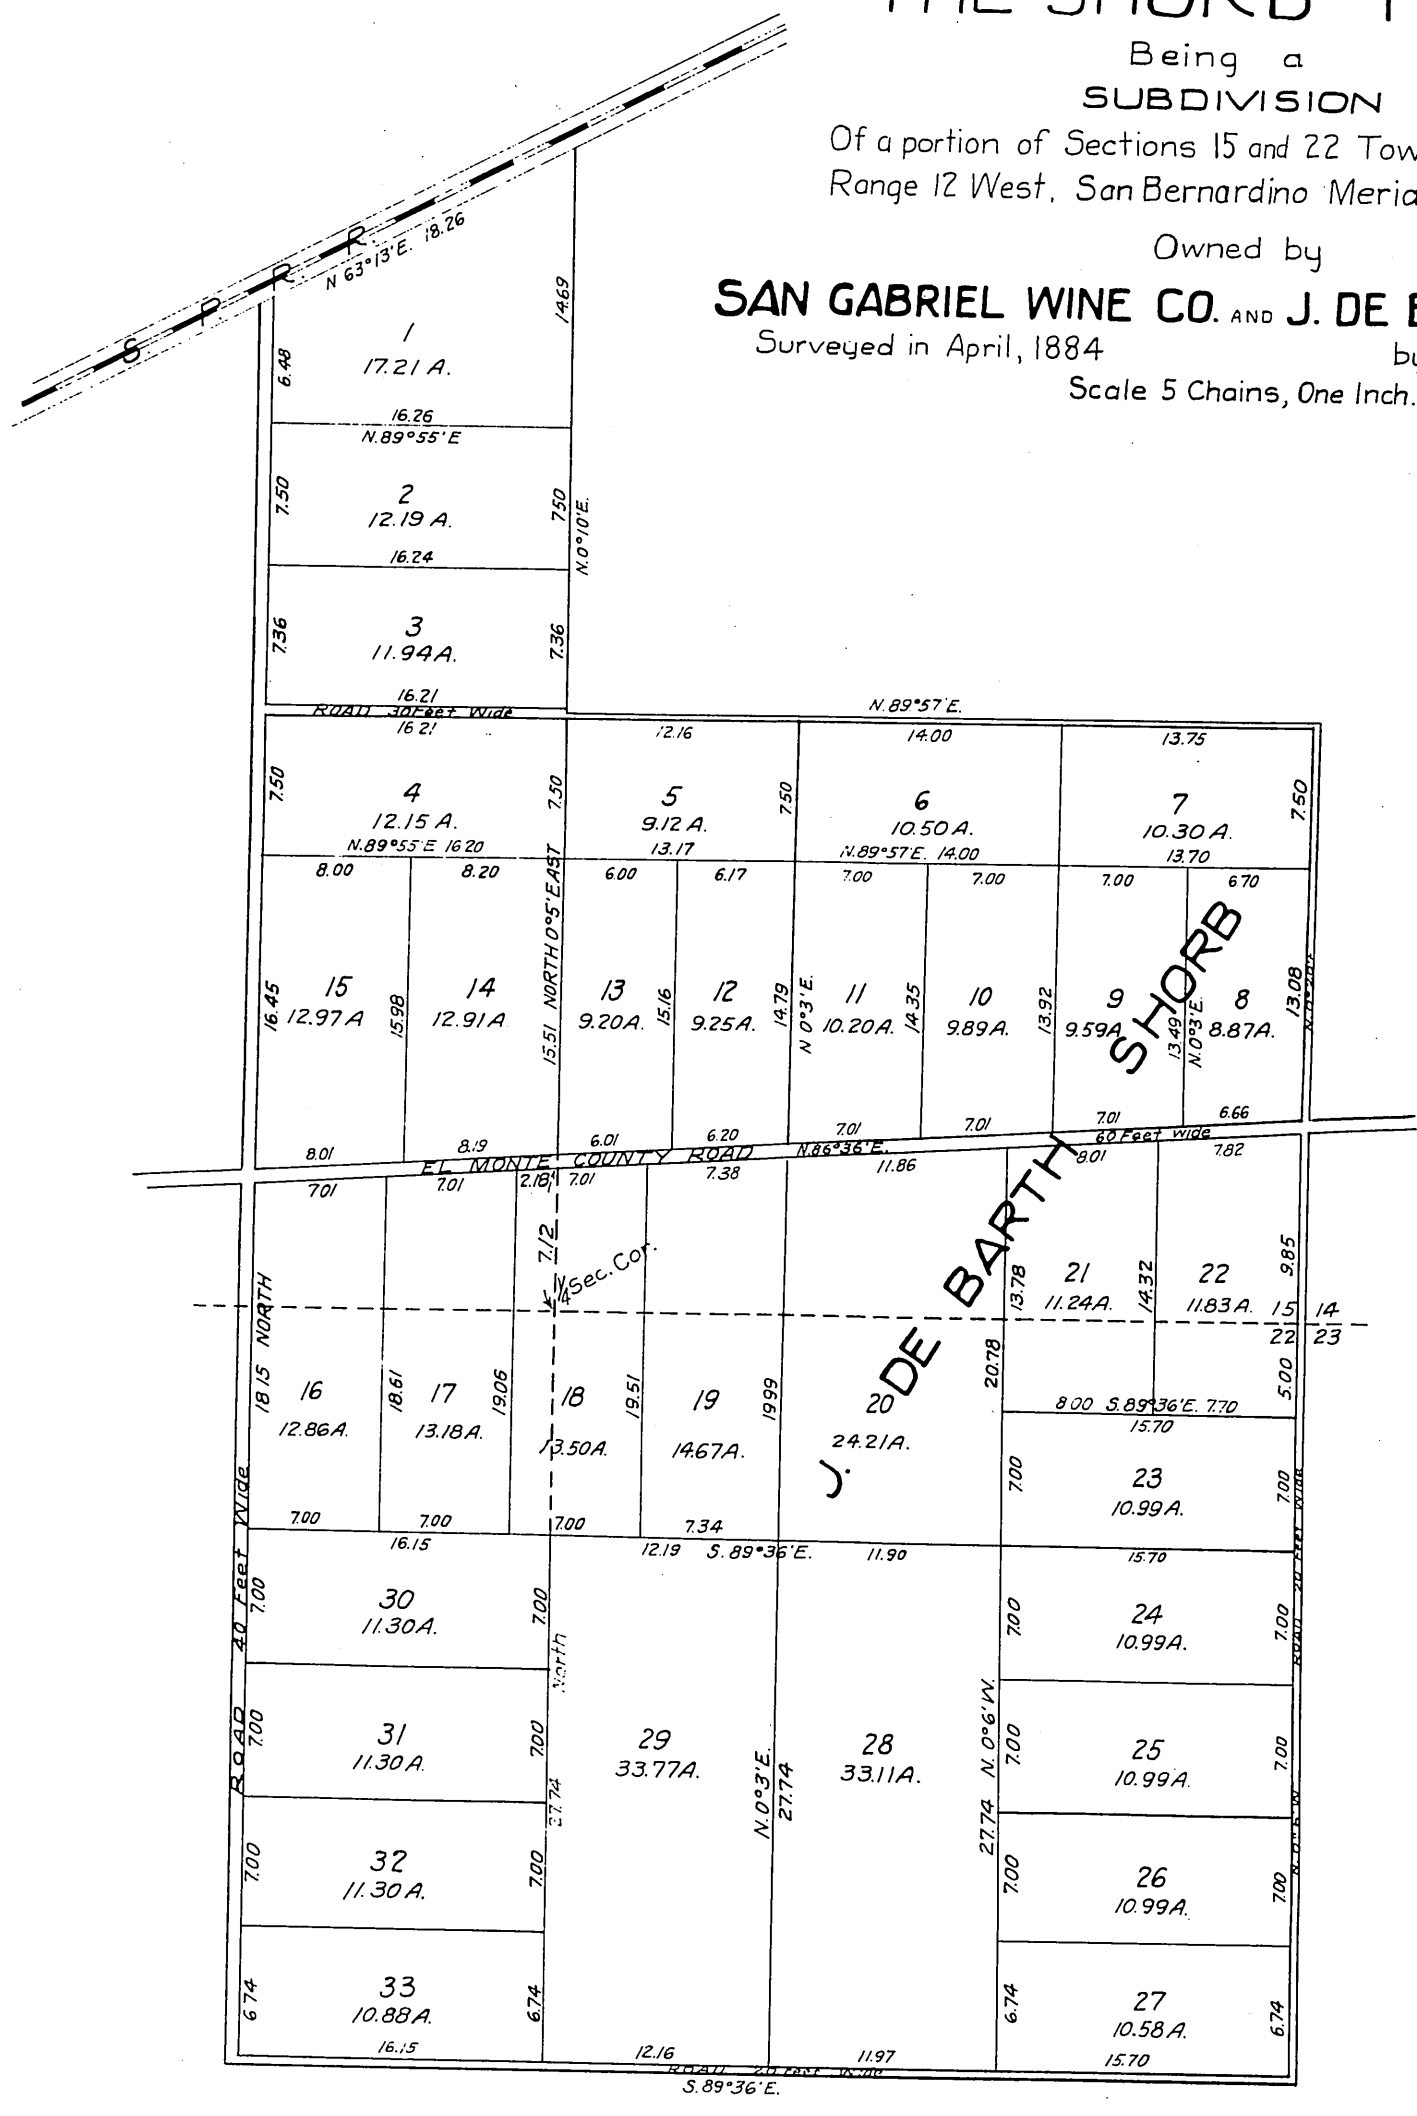 Being a
SUBDIVISION
Of a portion of Sections 15 and 22
Range 12 West, San Bernardino
Owned by
SAN GABRIEL WINE CO. AND J. DE
Surveyed in April, 1884
Scale 5 Chains, One Inch.
S. P. R. R.
N 63°13'E. 18.26
1
17.21 A.
6.48
14.69
16.26
N.89°55'E
2
12.19 A.
7.50
7.50
N.0°10'E.
16.24
3
11.94 A.
7.36
7.36
16.21
ROAD 30 Feet Wide
N.89°57'E.
16.21
12.16
14.00
13.75
7.50
4
12.15 A.
7.50
5
9.12 A.
7.50
6
10.50 A.
7
10.30 A.
7.50
N.89°55'E 16.20
13.17
N.89°57'E. 14.00
13.70
8.00
8.20
6.00
6.17
7.00
7.00
7.00
6.70
16.45
15
12.97 A
15.98
14
12.91 A
15.51 NORTH 0°5' EAST
13
9.20 A.
15.16
12
9.25 A.
14.79
N 0°3'E.
11
10.20 A.
14.35
10
9.89 A.
13.92
9
9.59 A
13.49
N.0°3'E.
8
8.87 A.
13.08
8.01
8.19
6.01
6.20
7.01
7.01
7.01
6.66
EL MONTE COUNTY ROAD
N.86°36'E.
60 Feet wide
7.01
7.01
2.18
7.01
7.38
11.86
8.01
7.82
J. DE BARTH SHORB
7.12
1/4 Sec. Cor.
18.15 NORTH
16
12.86 A.
18.61
17
13.18 A.
19.06
18
13.50 A.
19.51
19
14.67 A.
19.99
20
24.21 A.
13.78
20.78
21
11.24 A.
14.32
22
11.83 A.
9.85
15 14
22 23
5.00
8.00 S.89°36'E. 7.70
15.70
7.00
23
10.99 A.
7.00
7.00
7.00
7.00
7.34
16.15
12.19 S.89°36'E. 11.90
15.70
ROAD 40 Feet Wide
ROAD 20 Feet Wide
7.00
30
11.30 A.
7.00
North
27.74
7.00
24
10.99 A.
7.00
7.00
31
11.30 A.
7.00
29
33.77 A.
N.0°3'E.
27.74
28
33.11 A.
27.74 N.0°6'W.
7.00
25
10.99 A.
7.00
7.00
32
11.30 A.
7.00
7.00
26
10.99 A.
7.00
6.74
33
10.88 A.
6.74
6.74
27
10.58 A.
6.74
16.15
12.16
11.97
15.70
ROAD 20 Feet Wide
S.89°36'E.